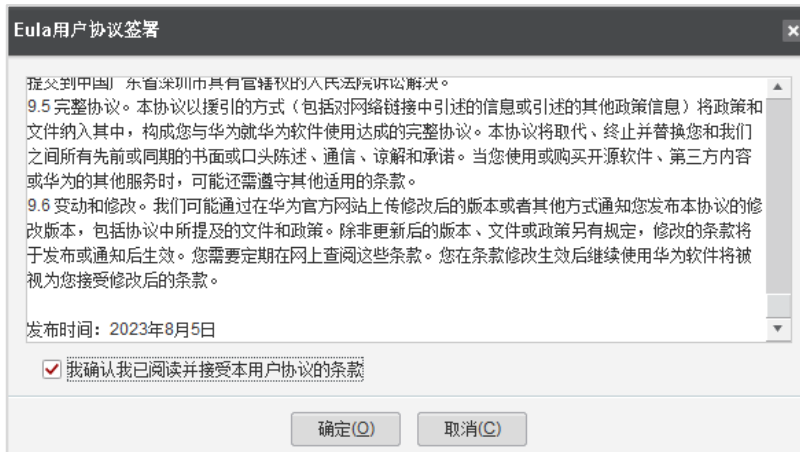 Eula用户协议签署
提交到中国广东省深圳市具有管辖权的人民法院诉讼解决。
9.5 完整协议。本协议以援引的方式（包括对网络链接中引述的信息或引述的其他政策信息）将政策和
文件纳入其中，构成您与华为就华为软件使用达成的完整协议。本协议将取代、终止并替换您和我们
之间所有先前或同期的书面或口头陈述、通信、谅解和承诺。当您使用或购买开源软件、第三方内容
或华为的其他服务时，可能还需遵守其他适用的条款。
9.6 变动和修改。我们可能通过在华为官方网站上传修改后的版本或者其他方式通知您发布本协议的修
改版本，包括协议中所提及的文件和政策。除非更新后的版本、文件或政策另有规定，修改的条款将
于发布或通知后生效。您需要定期在网上查阅这些条款。您在条款修改生效后继续使用华为软件将被
视为您接受修改后的条款。
发布时间：2023年8月5日
我确认我已阅读并接受本用户协议的条款
确定(O) 取消(C)